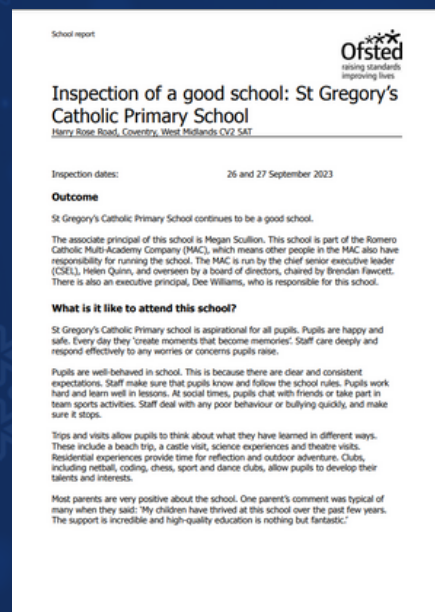 School report
Ofsted
raising standards
improving lives
Inspection of a good school: St Gregory's
Catholic Primary School
Harry Rose Road, Coventry, West Midlands CV2 5AT
Inspection dates: 26 and 27 September 2023
Outcome
St Gregory's Catholic Primary School continues to be a good school.
The associate principal of this school is Megan Scullion. This school is part of the Romero
Catholic Multi-Academy Company (MAC), which means other people in the MAC also have
responsibility for running the school. The MAC is run by the chief senior executive leader
(CSEL), Helen Quinn, and overseen by a board of directors, chaired by Brendan Fawcett.
There is also an executive principal, Dee Williams, who is responsible for this school.
What is it like to attend this school?
St Gregory's Catholic Primary school is aspirational for all pupils. Pupils are happy and
safe. Every day they 'create moments that become memories'. Staff care deeply and
respond effectively to any worries or concerns pupils raise.
Pupils are well-behaved in school. This is because there are clear and consistent
expectations. Staff make sure that pupils know and follow the school rules. Pupils work
hard and learn well in lessons. At social times, pupils chat with friends or take part in
team sports activities. Staff deal with any poor behaviour or bullying quickly, and make
sure it stops.
Trips and visits allow pupils to think about what they have learned in different ways.
These include a beach trip, a castle visit, science experiences and theatre visits.
Residential experiences provide time for reflection and outdoor adventure. Clubs,
including netball, coding, chess, sport and dance clubs, allow pupils to develop their
talents and interests.
Most parents are very positive about the school. One parent's comment was typical of
many when they said: 'My children have thrived at this school over the past few years.
The support is incredible and high-quality education is nothing but fantastic.'